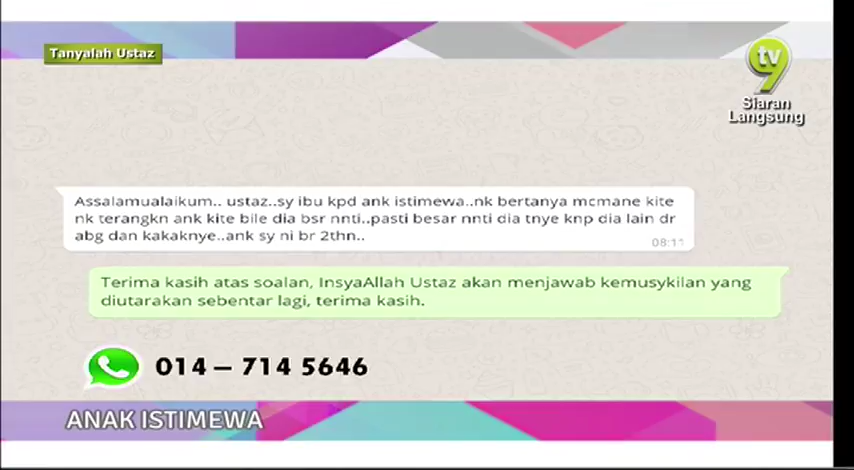 Tanyalah Ustaz
tv
9
Siaran
Langsung
Assalamualaikum.. ustaz..sy ibu kpd ank istimewa..nk bertanya mcmane kite
nk terangkn ank kite bile dia bsr nnti..pasti besar nnti dia tnye knp dia lain dr
abg dan kakaknye..ank sy ni br 2thn..
08:11
Terima kasih atas soalan, InsyaAllah Ustaz akan menjawab kemusykilan yang
diutarakan sebentar lagi, terima kasih.
014 – 714 5646
ANAK ISTIMEWA